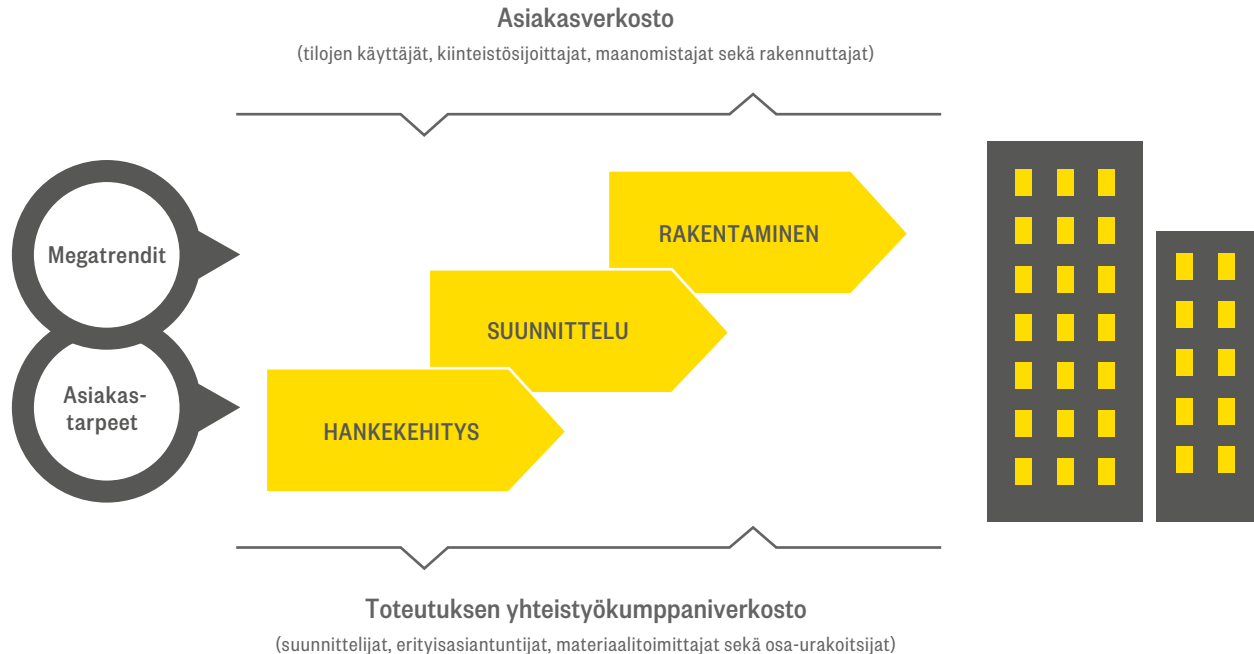 Asiakasverkosto
(tilojen käyttäjät, kiinteistösijoittajat, maanomistajat sekä rakennuttajat)
Megatrendit
Asiakas-
tarpeet
RAKENTAMINEN
SUUNNITTELU
HANKEKEHITYS
Toteutuksen yhteistyökumppaniverkosto
(suunnittelijat, erityisasiantuntijat, materiaalitoimittajat sekä osa-urakoitsijat)